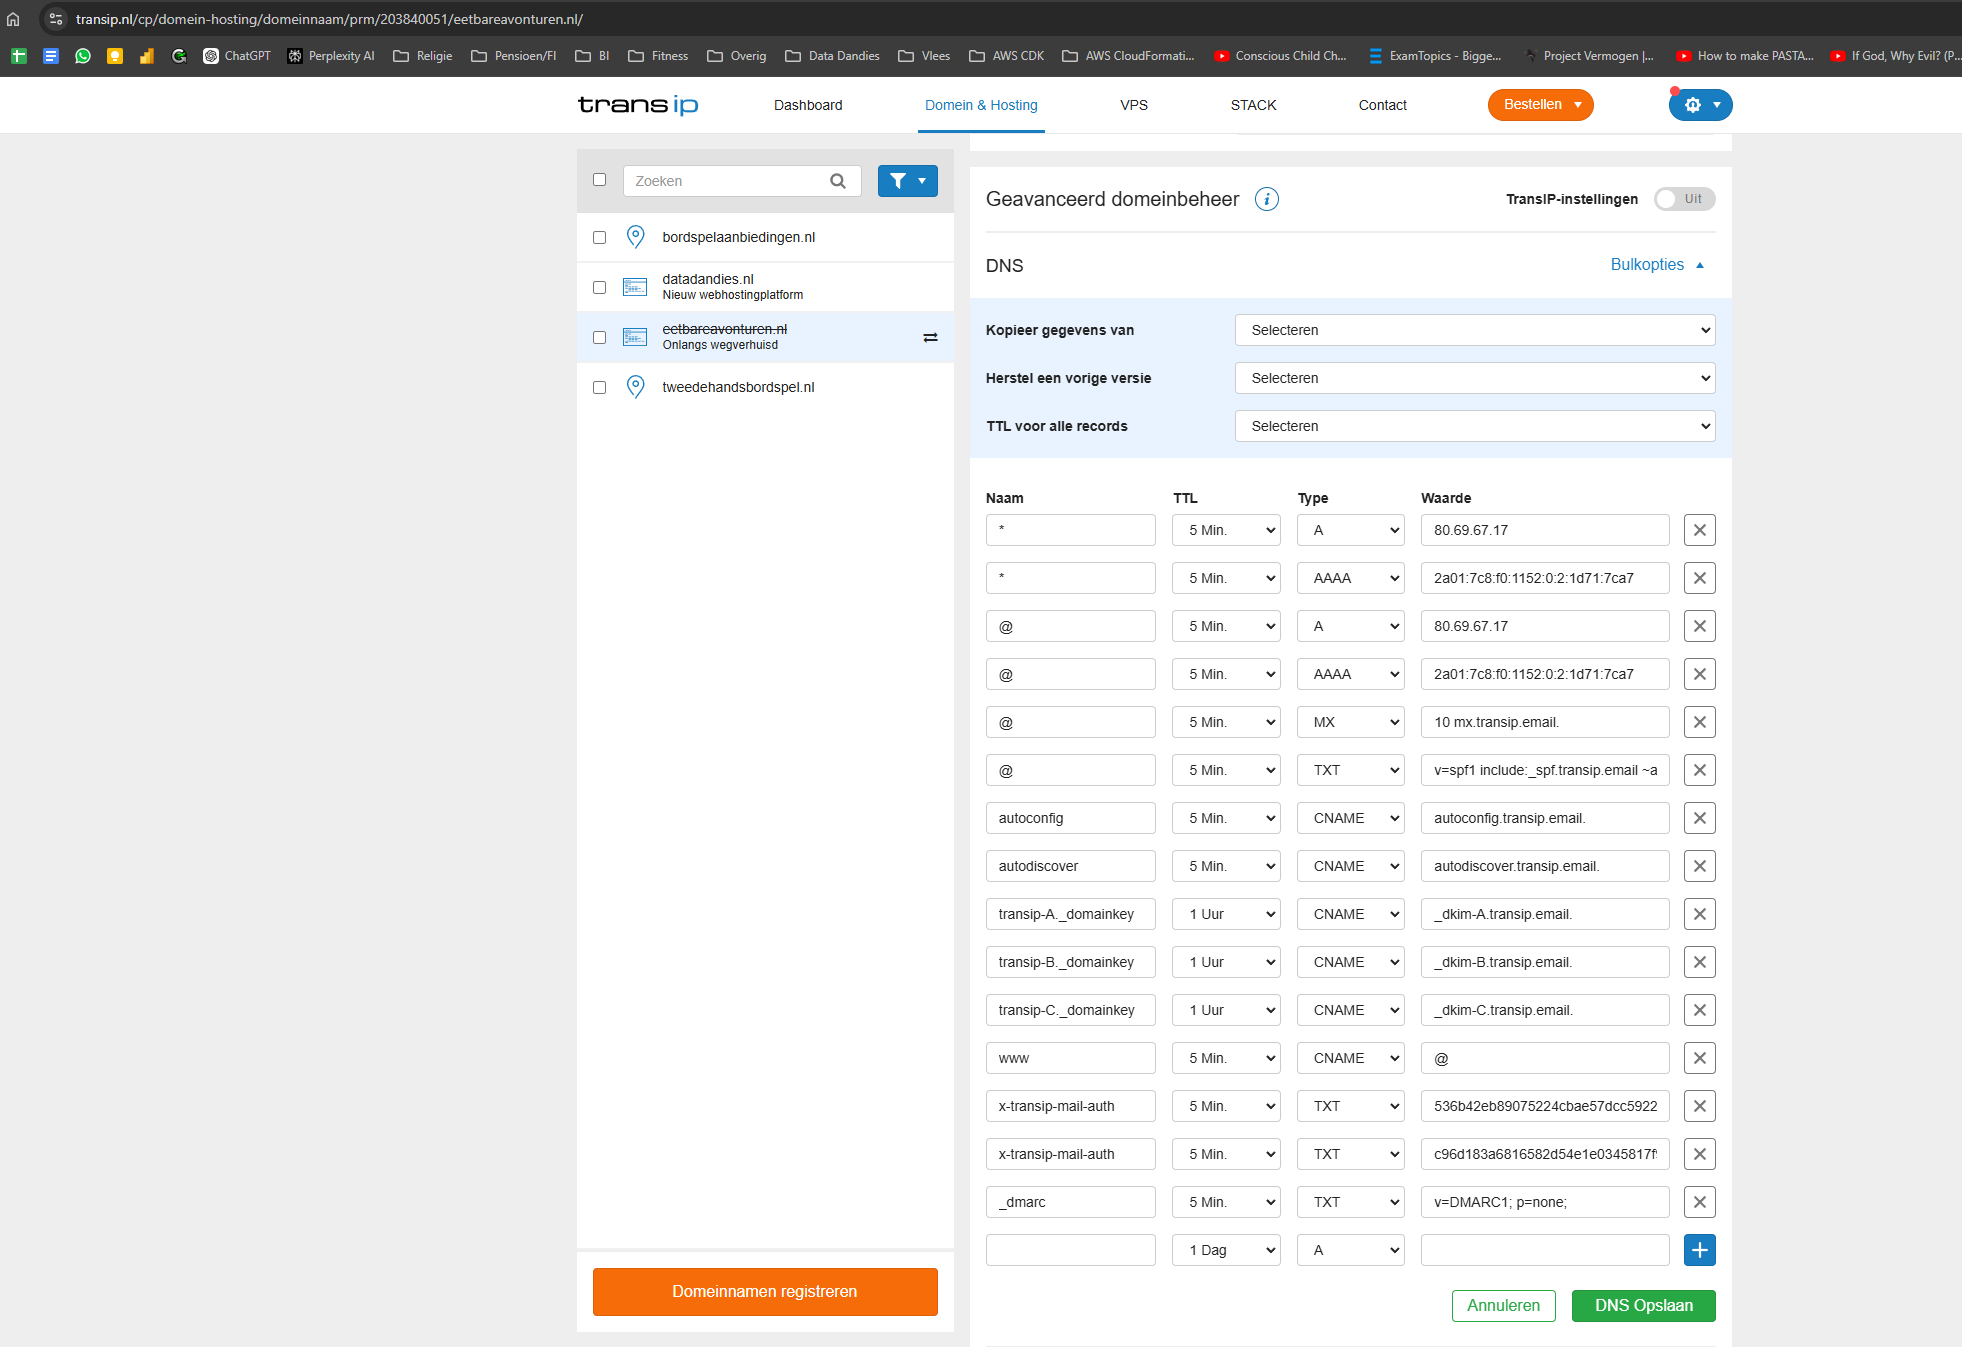 transip.nl/cp/domein-hosting/domeinnaam/prm/203840051/eetbareavonturen.nl/
ChatGPT Perplexity AI Religie Pensioen/FI BI Fitness Overig Data Dandies Vlees AWS CDK AWS CloudFormati... Conscious Child Ch... ExamTopics - Bigge... Project Vermogen |... How to make PASTA... If God, Why Evil? (P...
transip Dashboard Domein & Hosting VPS STACK Contact Bestellen
Zoeken
bordspelaanbiedingen.nl
datadandies.nl
Nieuw webhostingplatform
eetbareavonturen.nl
Onlangs wegverhuisd
tweedehandsbordspel.nl
Domeinnamen registreren
Geavanceerd domeinbeheer i TransIP-instellingen Uit
DNS Bulkopties
Kopieer gegevens van Selecteren
Herstel een vorige versie Selecteren
TTL voor alle records Selecteren
Naam TTL Type Waarde
* 5 Min. A 80.69.67.17
* 5 Min. AAAA 2a01:7c8:f0:1152:0:2:1d71:7ca7
@ 5 Min. A 80.69.67.17
@ 5 Min. AAAA 2a01:7c8:f0:1152:0:2:1d71:7ca7
@ 5 Min. MX 10 mx.transip.email.
@ 5 Min. TXT v=spf1 include:_spf.transip.email ~a
autoconfig 5 Min. CNAME autoconfig.transip.email.
autodiscover 5 Min. CNAME autodiscover.transip.email.
transip-A._domainkey 1 Uur CNAME _dkim-A.transip.email.
transip-B._domainkey 1 Uur CNAME _dkim-B.transip.email.
transip-C._domainkey 1 Uur CNAME _dkim-C.transip.email.
www 5 Min. CNAME @
x-transip-mail-auth 5 Min. TXT 536b42eb89075224cbae57dcc5922
x-transip-mail-auth 5 Min. TXT c96d183a6816582d54e1e0345817f
_dmarc 5 Min. TXT v=DMARC1; p=none;
1 Dag A
Annuleren DNS Opslaan